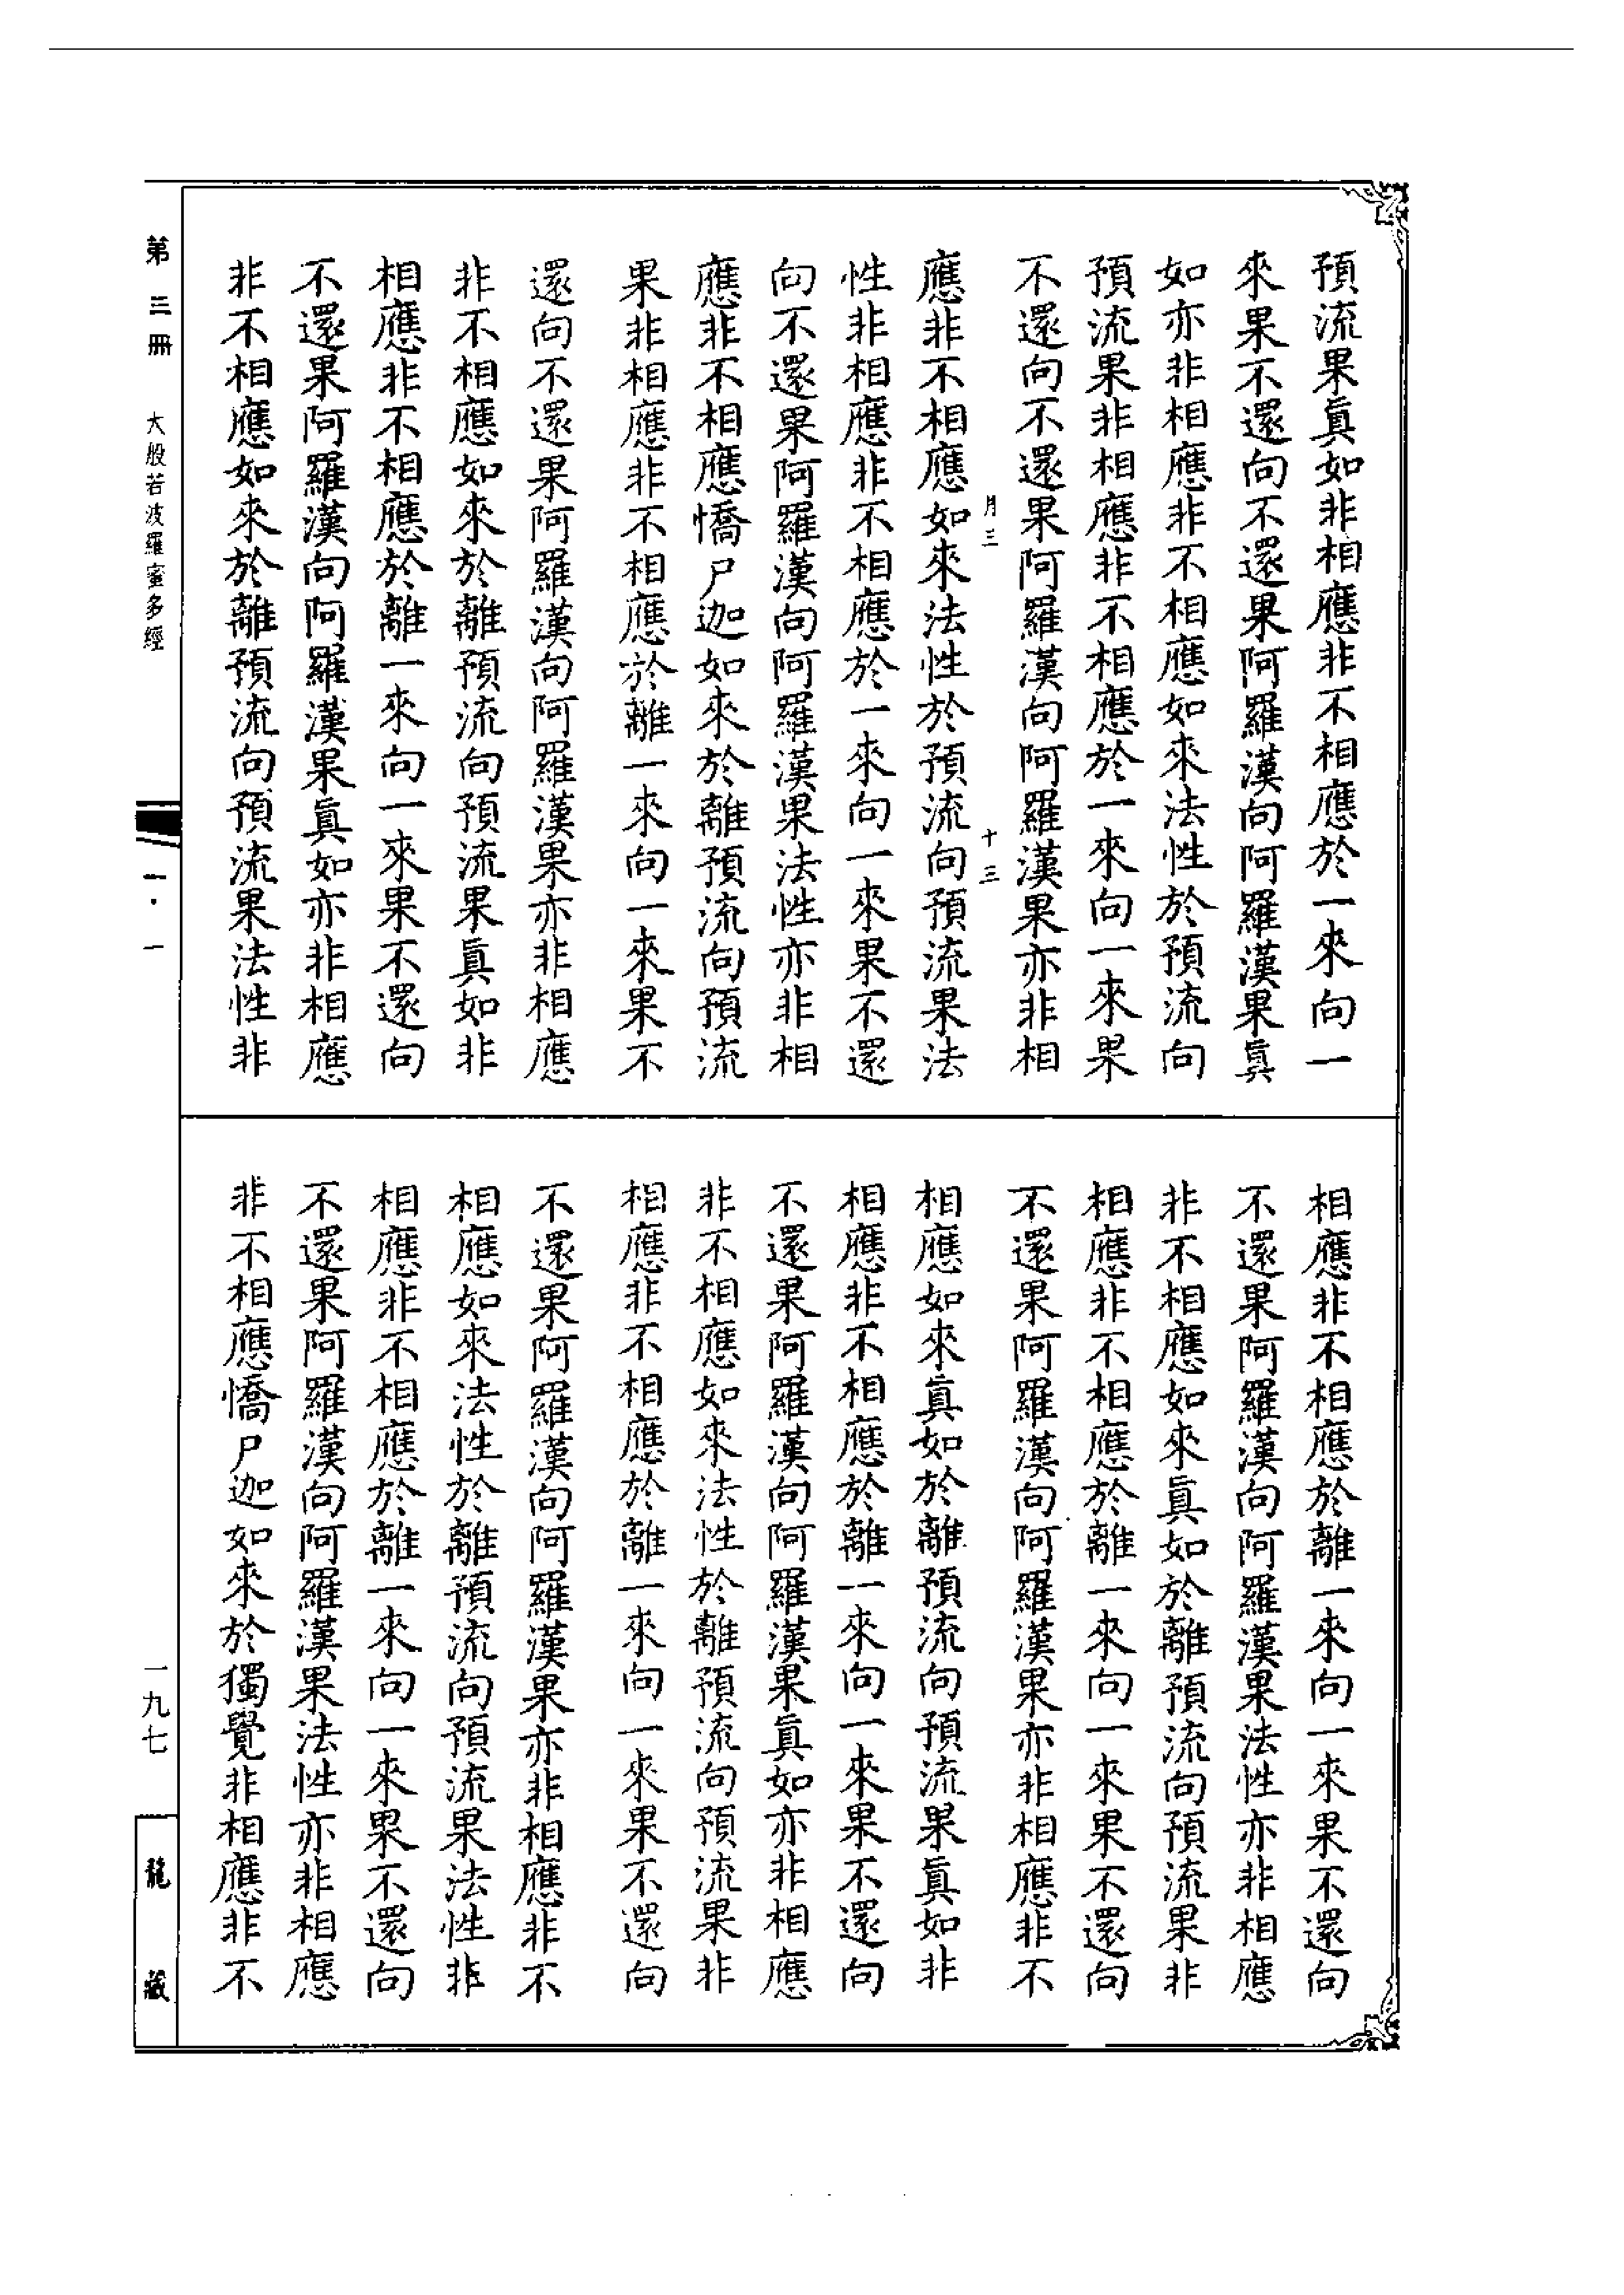 預流果真如非相應非不相應於一來向一
來果不還向不還果阿羅漢向阿羅漢果真
如亦非相應非不相應如來法性於預流向
預流果非相應非不相應於一來向一來果
不還向不還果阿羅漢向阿羅漢果亦非相
月三 十三
應非不相應如來法性於預流向預流果法
性非相應非不相應於一來向一來果不還
向不還果阿羅漢向阿羅漢果法性亦非相
應非不相應憍尸迦如來於離預流向預流
果非相應非不相應於離一來向一來果不
還向不還果阿羅漢向阿羅漢果亦非相應
非不相應如來於離預流向預流果真如非
相應非不相應於離一來向一來果不還向
不還果阿羅漢向阿羅漢果真如亦非相應
非不相應如來於離預流向預流果法性非
相應非不相應於離一來向一來果不還向
不還果阿羅漢向阿羅漢果法性亦非相應
非不相應如來真如於離預流向預流果非
相應非不相應於離一來向一來果不還向
不還果阿羅漢向阿羅漢果亦非相應非不
相應如來真如於離預流向預流果真如非
相應非不相應於離一來向一來果不還向
不還果阿羅漢向阿羅漢果真如亦非相應
非不相應如來法性於離預流向預流果非
相應非不相應於離一來向一來果不還向
不還果阿羅漢向阿羅漢果亦非相應非不
相應如來法性於離預流向預流果法性非
相應非不相應於離一來向一來果不還向
不還果阿羅漢向阿羅漢果法性亦非相應
非不相應憍尸迦如來於獨覺非相應非不
第三冊 大般若波羅蜜多經 一·一 一九七 龍藏